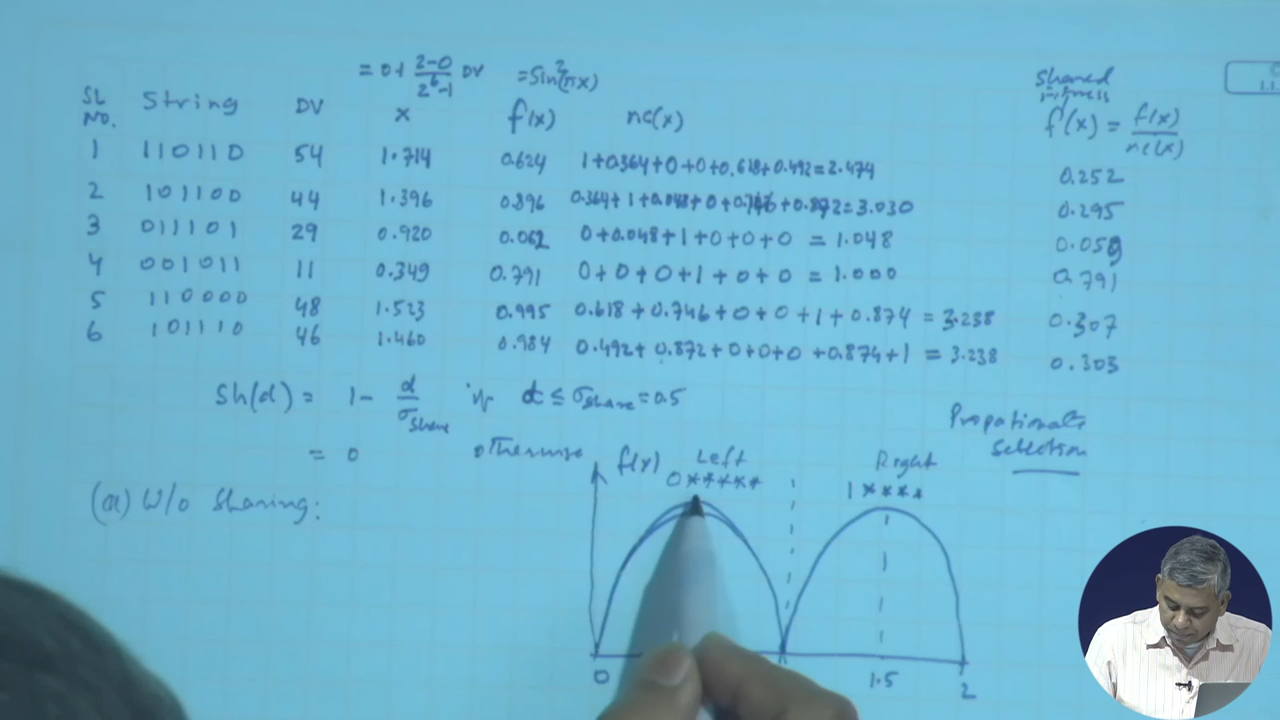 = 0+ (2-0)/(2^6-1) DV = Sin²(πx) Shared fitness
SL NO. String DV x f(x) nc(x) f'(x) = f(x)/nc(x)
1 110110 54 1.714 0.624 1+0.364+0+0+0.618+0.492=2.474 0.252
2 101100 44 1.396 0.896 0.364+1+0.048+0+0.746+0.872=3.030 0.295
3 011101 29 0.920 0.062 0+0.048+1+0+0+0 = 1.048 0.059
4 001011 11 0.349 0.791 0+0+0+1+0+0 = 1.000 0.791
5 110000 48 1.523 0.995 0.618+0.746+0+0+1+0.874 = 3.238 0.307
6 101110 46 1.460 0.984 0.492+0.872+0+0+0+0.874+1 = 3.238 0.303
Sh(d) = 1 - d/σshare if d ≤ σshare = 0.5
= 0 otherwise
Propationate Selection
f(x) Left Right
0***** 1****
(a) W/o Sharing:
0 1.5 2